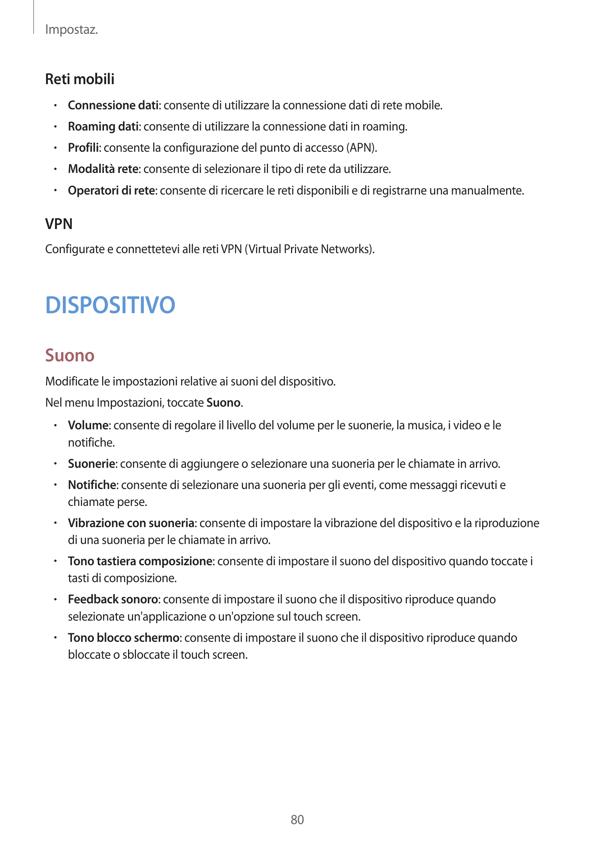 Impostaz.
Reti mobili
• Connessione dati: consente di utilizzare la connessione dati di rete mobile.
• Roaming dati: consente di utilizzare la connessione dati in roaming.
• Profili: consente la configurazione del punto di accesso (APN).
• Modalità rete: consente di selezionare il tipo di rete da utilizzare.
• Operatori di rete: consente di ricercare le reti disponibili e di registrarne una manualmente.
VPN
Configurate e connettetevi alle reti VPN (Virtual Private Networks).
DISPOSITIVO
Suono
Modificate le impostazioni relative ai suoni del dispositivo.
Nel menu Impostazioni, toccate Suono.
• Volume: consente di regolare il livello del volume per le suonerie, la musica, i video e le
notifiche.
• Suonerie: consente di aggiungere o selezionare una suoneria per le chiamate in arrivo.
• Notifiche: consente di selezionare una suoneria per gli eventi, come messaggi ricevuti e
chiamate perse.
• Vibrazione con suoneria: consente di impostare la vibrazione del dispositivo e la riproduzione
di una suoneria per le chiamate in arrivo.
• Tono tastiera composizione: consente di impostare il suono del dispositivo quando toccate i
tasti di composizione.
• Feedback sonoro: consente di impostare il suono che il dispositivo riproduce quando
selezionate un'applicazione o un'opzione sul touch screen.
• Tono blocco schermo: consente di impostare il suono che il dispositivo riproduce quando
bloccate o sbloccate il touch screen.
80